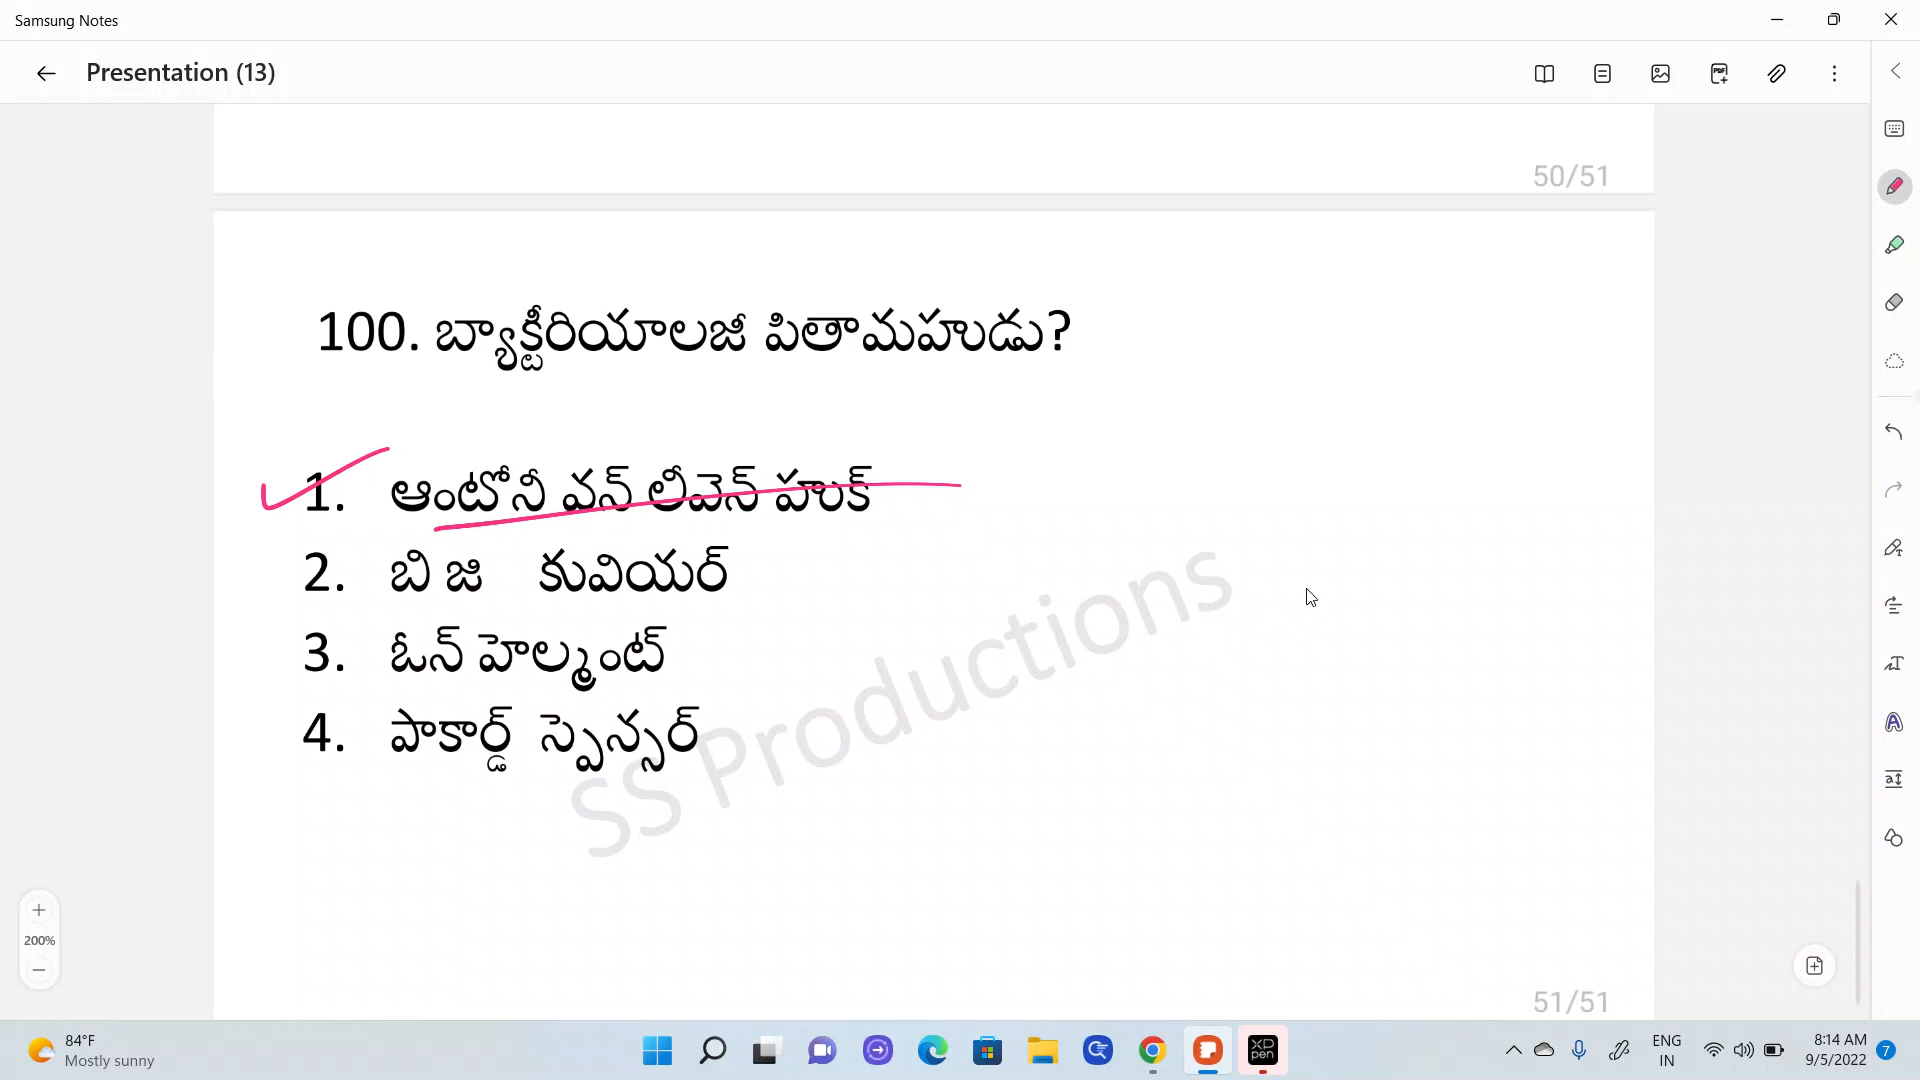 Samsung Notes
Presentation (13)
50/51
100. బ్యాక్టీరియాలజీ పితామహుడు?
1. ఆంటోనీ వన్ లీవెన్ హుక్
2. బి జి కువియర్
3. ఓన్ హెల్మంట్
4. పాకార్డ్ స్పెన్సర్
SS Productions
51/51
200%
84°F
Mostly sunny
ENG
IN
8:14 AM
9/5/2022
7